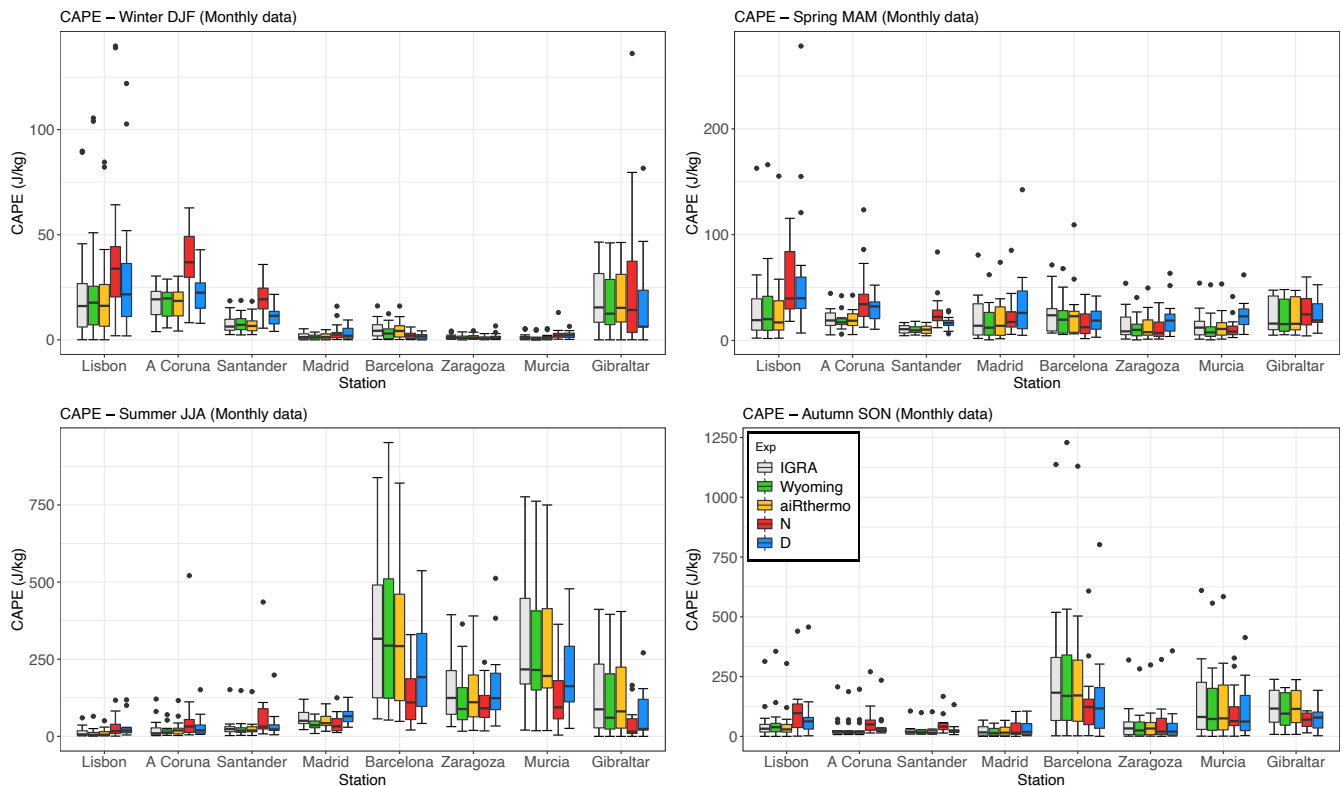 CAPE – Winter DJF (Monthly data)
CAPE (J/kg)
100
50
0
Lisbon A Coruna Santander Madrid Barcelona Zaragoza Murcia Gibraltar
Station
CAPE – Spring MAM (Monthly data)
CAPE (J/kg)
200
100
0
Lisbon A Coruna Santander Madrid Barcelona Zaragoza Murcia Gibraltar
Station
CAPE – Summer JJA (Monthly data)
CAPE (J/kg)
750
500
250
0
Lisbon A Coruna Santander Madrid Barcelona Zaragoza Murcia Gibraltar
Station
CAPE – Autumn SON (Monthly data)
CAPE (J/kg)
1250
1000
750
500
250
0
Exp
IGRA
Wyoming
aiRthermo
N
D
Lisbon A Coruna Santander Madrid Barcelona Zaragoza Murcia Gibraltar
Station